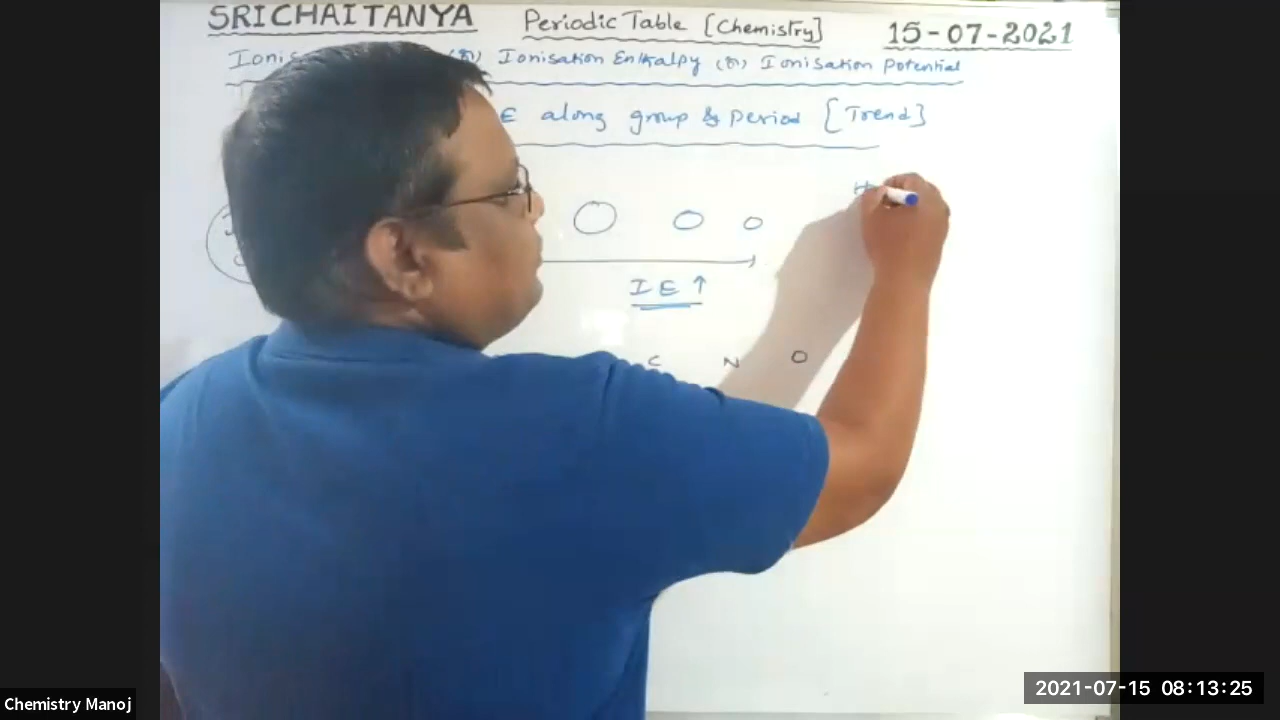 SRICHAITANYA Periodic Table [Chemistry] 15-07-2021
Ionisation Enthalpy (or) Ionisation Potential
E along group & Period [Trend]
IE↑
C N O
H
Chemistry Manoj
2021-07-15 08:13:25